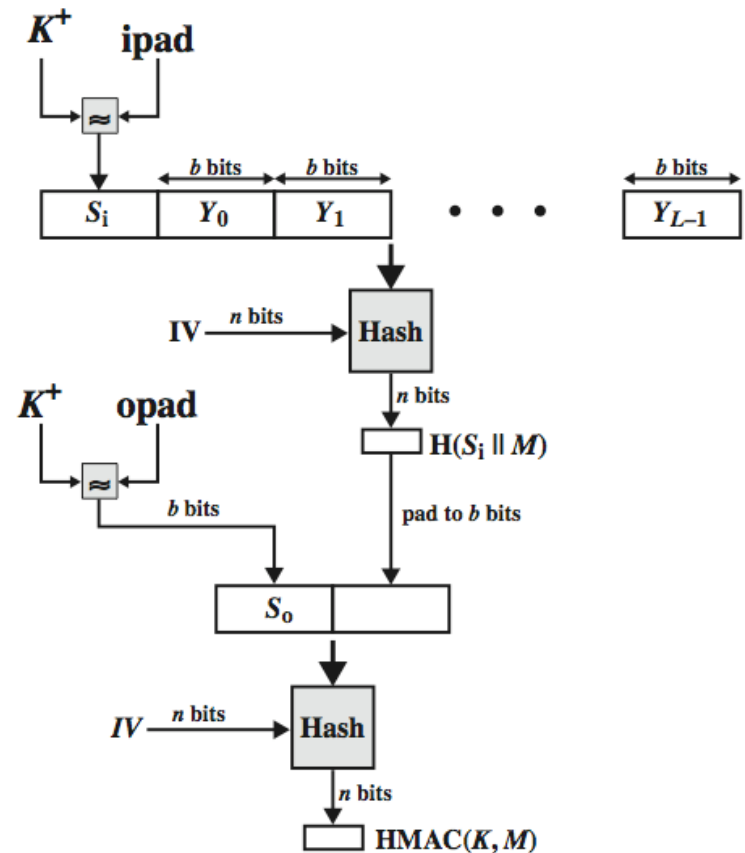 K⁺ ipad
≈
b bits b bits b bits
Sᵢ Y₀ Y₁ • • • Y_{L–1}
IV n bits Hash
n bits
K⁺ opad
H(Sᵢ || M)
≈
b bits
pad to b bits
Sₒ
IV n bits Hash
n bits
HMAC(K, M)